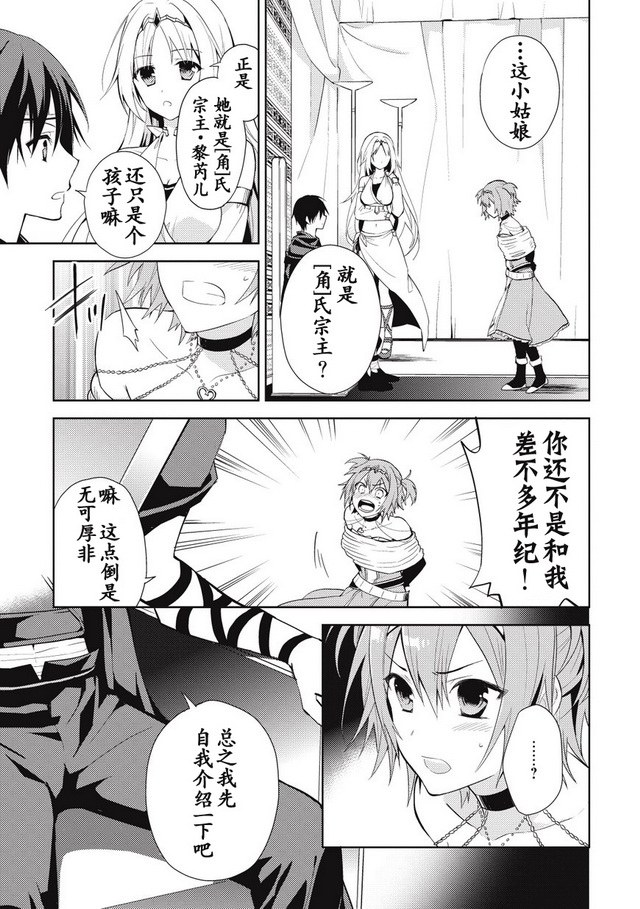 …这小姑娘
就是
［角］氏宗主？
正是
她就是［角］氏
宗主·黎芮儿
还只是个
孩子嘛
你还不是和我
差不多年纪！
嘛 这点倒是
无可厚非
…？
总之我先
自我介绍一下吧